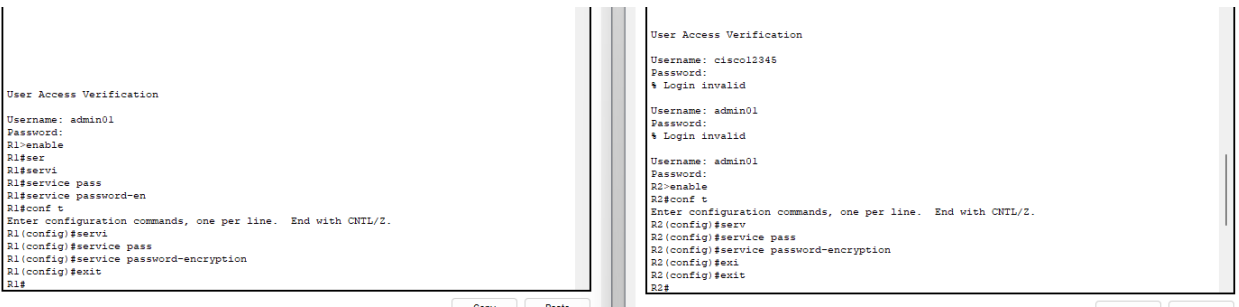 User Access Verification
Username: admin01
Password:
R1>enable
R1#ser
R1#servi
R1#service pass
R1#service password-en
R1#conf t
Enter configuration commands, one per line.  End with CNTL/Z.
R1(config)#servi
R1(config)#service pass
R1(config)#service password-encryption
R1(config)#exit
R1#
User Access Verification
Username: cisco12345
Password:
% Login invalid
Username: admin01
Password:
% Login invalid
Username: admin01
Password:
R2>enable
R2#conf t
Enter configuration commands, one per line.  End with CNTL/Z.
R2(config)#serv
R2(config)#service pass
R2(config)#service password-encryption
R2(config)#exi
R2(config)#exit
R2#